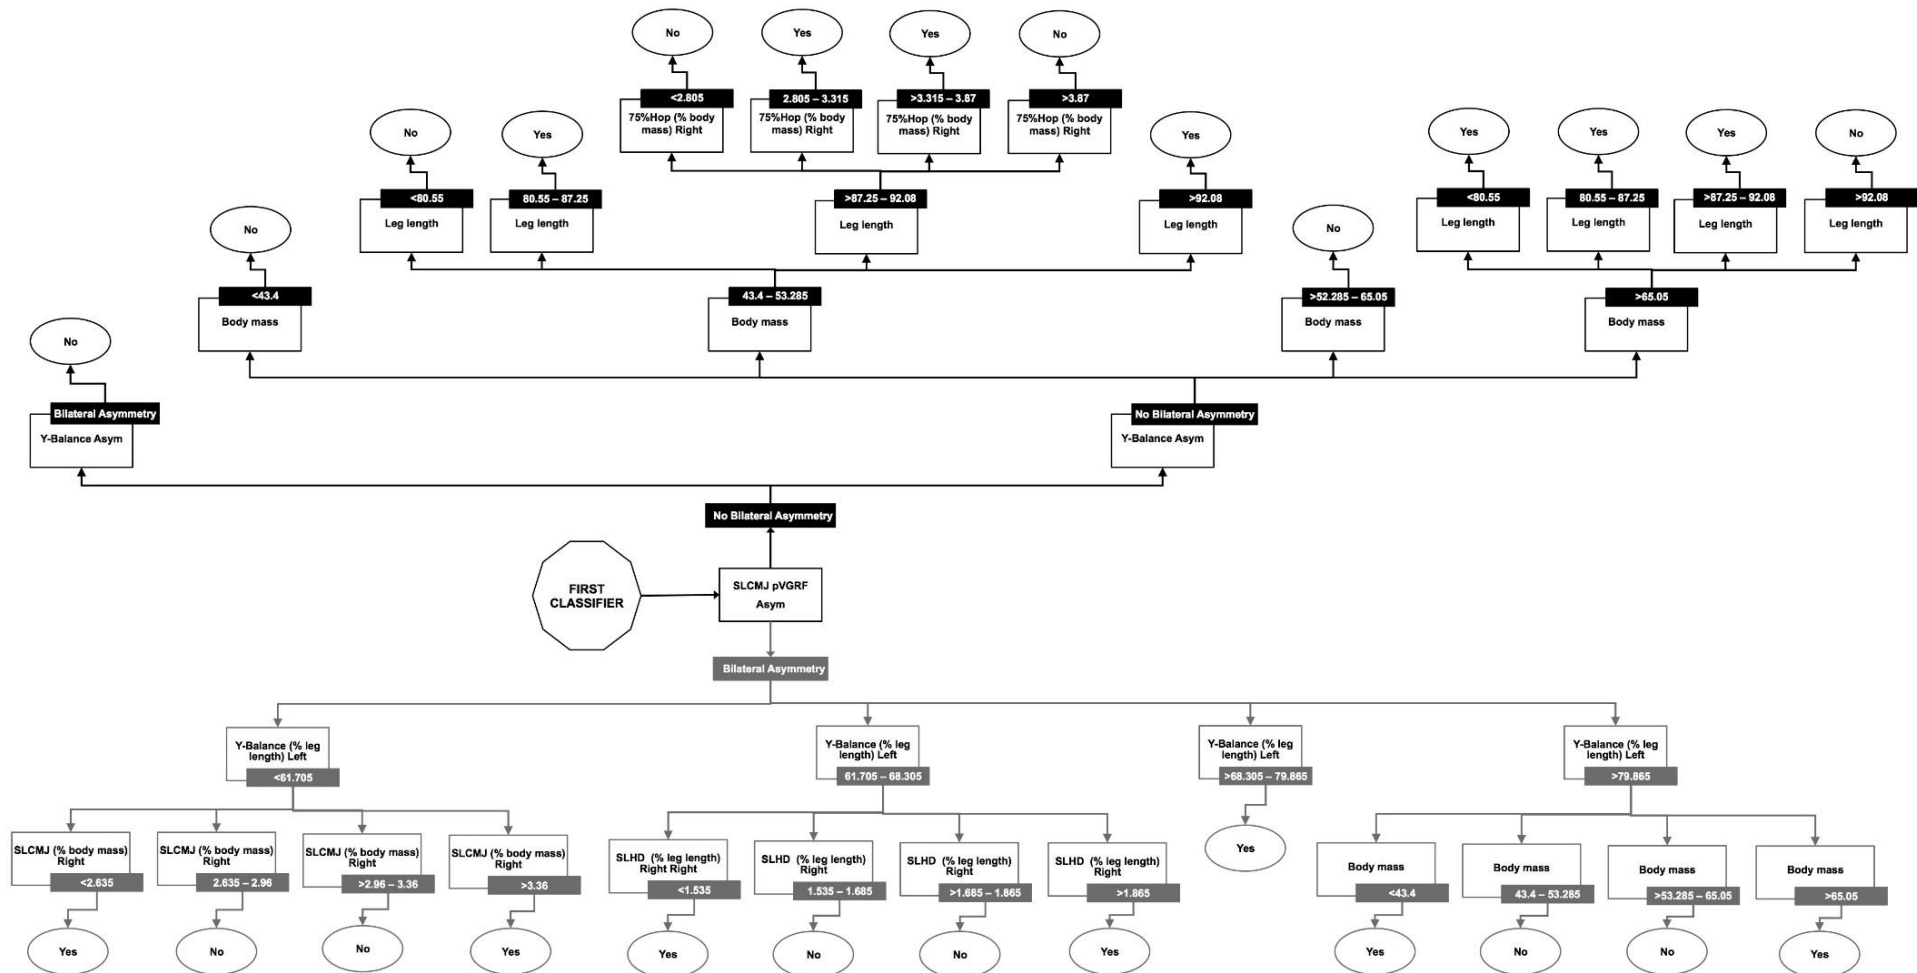 No
Yes
Yes
No
<2.805
2.805 – 3.315
>3.315 – 3.87
>3.87
75%Hop (% body
mass) Right
75%Hop (% body
mass) Right
75%Hop (% body
mass) Right
75%Hop (% body
mass) Right
No
Yes
Yes
Yes
Yes
Yes
No
<80.55
80.55 – 87.25
>87.25 – 92.08
>92.08
<80.55
80.55 – 87.25
>87.25 – 92.08
>92.08
Leg length
Leg length
Leg length
Leg length
Leg length
Leg length
Leg length
Leg length
No
No
<43.4
43.4 – 53.285
>52.285 – 65.05
>65.05
Body mass
Body mass
Body mass
Body mass
No
Bilateral Asymmetry
Y-Balance Asym
No Bilateral Asymmetry
Y-Balance Asym
No Bilateral Asymmetry
FIRST
CLASSIFIER
SLCMJ pVGRF
Asym
Bilateral Asymmetry
Y-Balance (% leg
length) Left
<61.705
Y-Balance (% leg
length) Left
61.705 – 68.305
Y-Balance (% leg
length) Left
>68.305 – 79.865
Y-Balance (% leg
length) Left
>79.865
SLCMJ (% body mass)
Right
<2.635
SLCMJ (% body mass)
Right
2.635 – 2.96
SLCMJ (% body mass)
Right
>2.96 – 3.36
SLCMJ (% body mass)
Right
>3.36
SLHD (% leg length)
Right Right
<1.535
SLHD (% leg length)
Right
1.535 – 1.685
SLHD (% leg length)
Right
>1.685 – 1.865
SLHD (% leg length)
Right
>1.865
Yes
Body mass
<43.4
Body mass
43.4 – 53.285
Body mass
>53.285 – 65.05
Body mass
>65.05
Yes
No
No
Yes
Yes
No
No
Yes
Yes
No
No
Yes